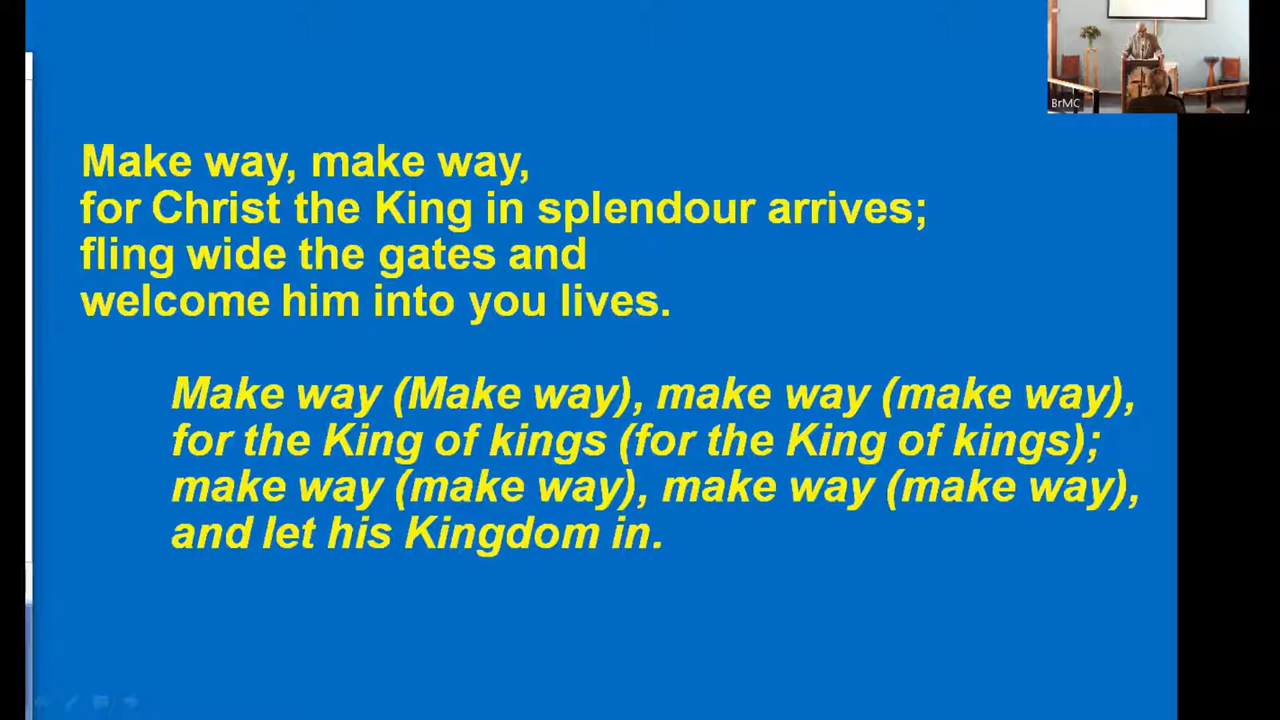 BrMC
Make way, make way,
for Christ the King in splendour arrives;
fling wide the gates and
welcome him into you lives.
Make way (Make way), make way (make way),
for the King of kings (for the King of kings);
make way (make way), make way (make way),
and let his Kingdom in.